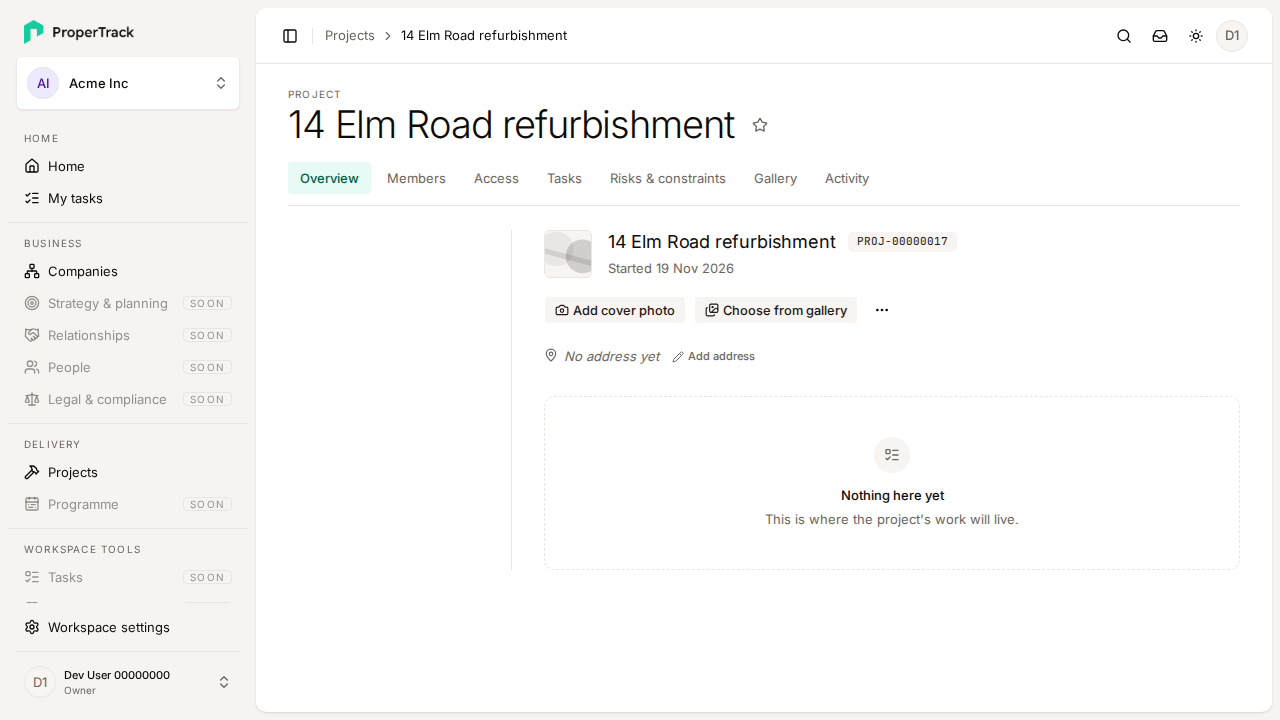 ProperTrack
Projects
14 Elm Road refurbishment
D1
AI
Acme Inc
HOME
Home
My tasks
BUSINESS
Companies
Strategy & planning SOON
Relationships SOON
People SOON
Legal & compliance SOON
DELIVERY
Projects
Programme SOON
WORKSPACE TOOLS
Tasks SOON
Workspace settings
D1
Dev User 00000000
Owner
PROJECT
14 Elm Road refurbishment
Overview Members Access Tasks Risks & constraints Gallery Activity
14 Elm Road refurbishment PROJ-00000017
Started 19 Nov 2026
Add cover photo Choose from gallery
No address yet Add address
Nothing here yet
This is where the project's work will live.